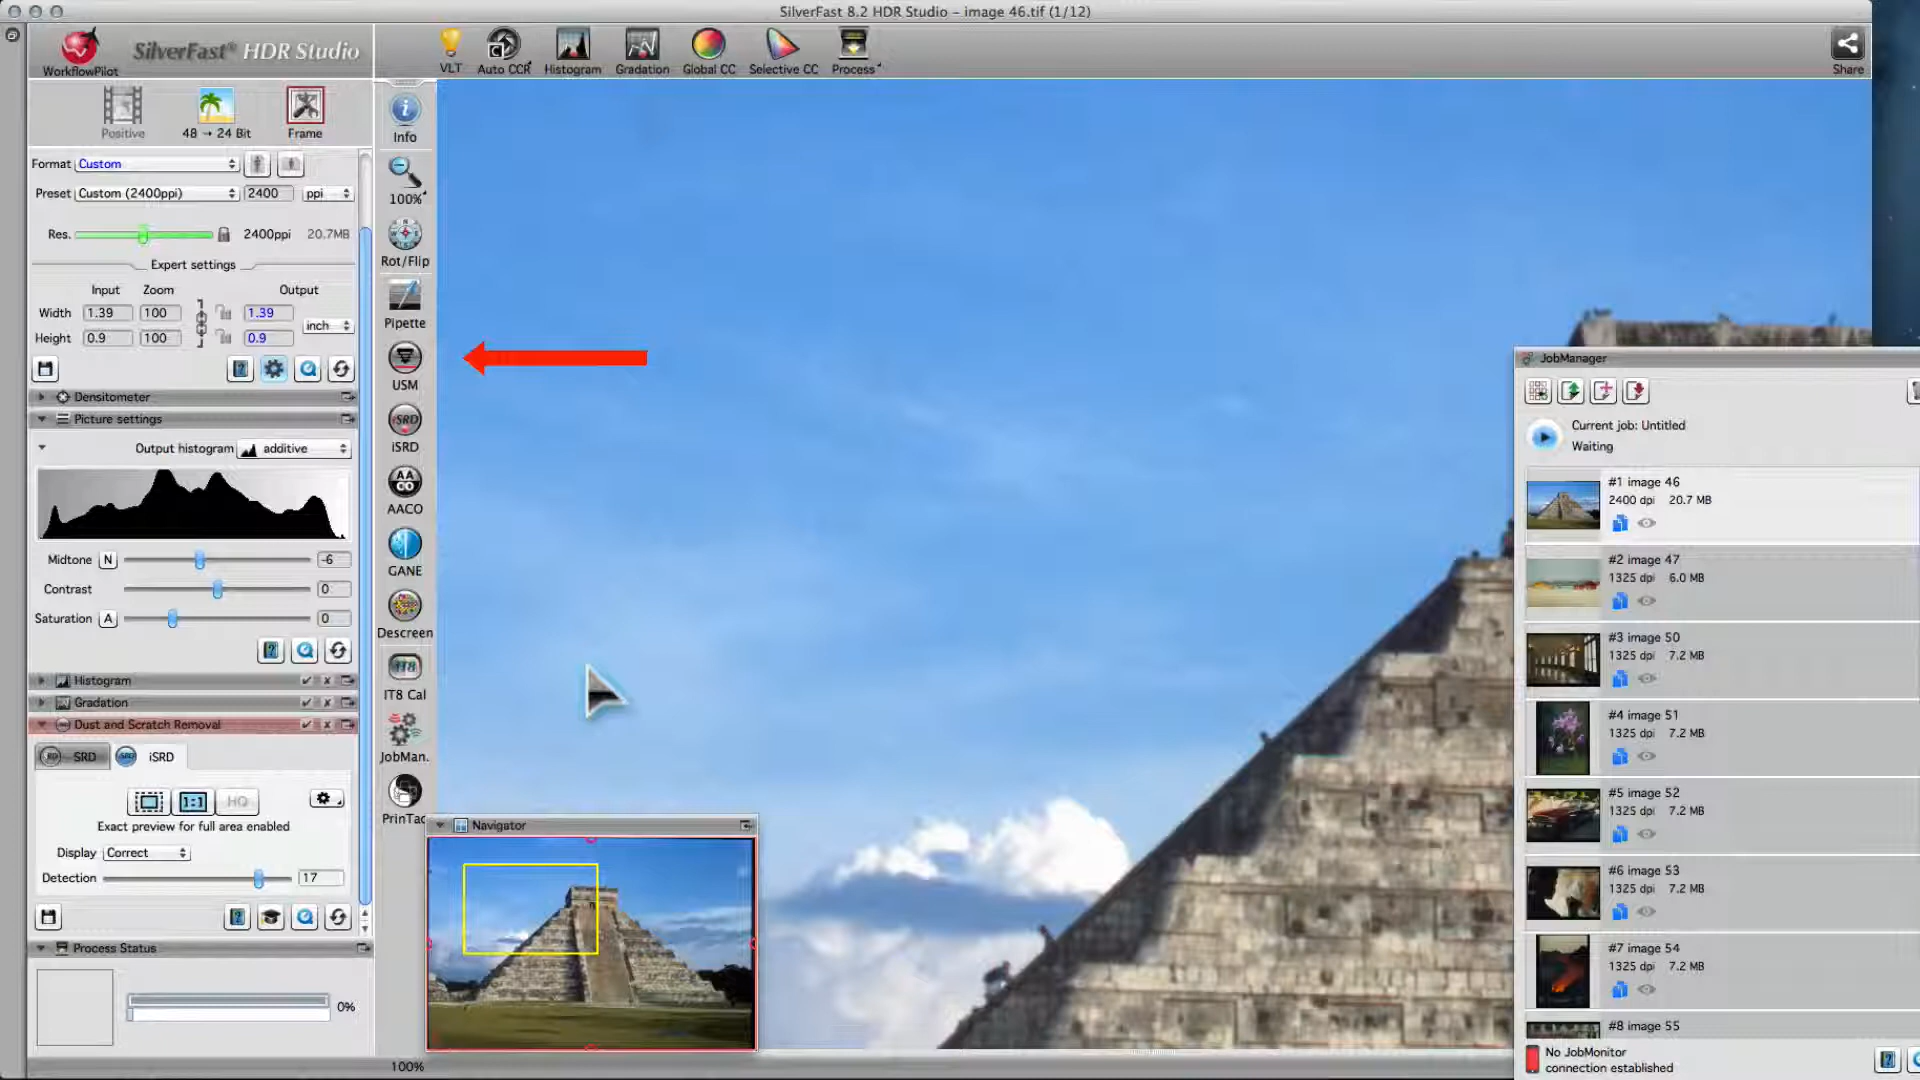 SilverFast 8.2 HDR Studio - image 46.tif (1/12)
WorkflowPilot
SilverFast® HDR Studio
VLT
Auto CCR
Histogram
Gradation
Global CC
Selective CC
Process
Share
Positive
48 → 24 Bit
Frame
Format Custom
Preset Custom (2400ppi) 2400 ppi
Res. 2400ppi 20.7MB
Expert settings
Input Zoom Output
Width 1.39 100 1.39
inch
Height 0.9 100 0.9
Densitometer
Picture settings
Output histogram additive
Midtone N -6
Contrast 0
Saturation A 0
Histogram
Gradation
Dust and Scratch Removal
SRD iSRD
1:1 HQ
Exact preview for full area enabled
Display Correct
Detection 17
Process Status
0%
Info
100%
Rot/Flip
Pipette
USM
iSRD
iSRD
AACO
AACO
GANE
Descreen
IT8
IT8 Cal
JobMan.
PrinTao
Navigator
100%
JobManager
Current job: Untitled
Waiting
#1 image 46
2400 dpi 20.7 MB
#2 image 47
1325 dpi 6.0 MB
#3 image 50
1325 dpi 7.2 MB
#4 image 51
1325 dpi 7.2 MB
#5 image 52
1325 dpi 7.2 MB
#6 image 53
1325 dpi 7.2 MB
#7 image 54
1325 dpi 7.2 MB
#8 image 55
No JobMonitor
connection established